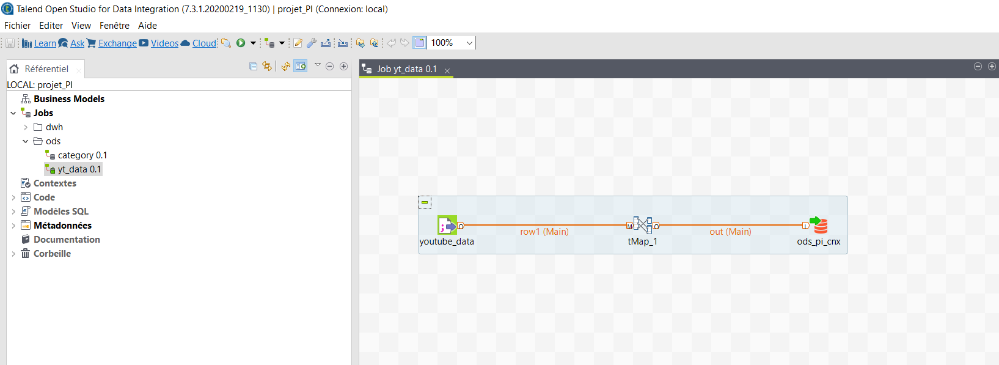 Talend Open Studio for Data Integration (7.3.1.20200219_1130) | projet_PI (Connexion: local)
Fichier Editer View Fenêtre Aide
Learn Ask Exchange Videos Cloud 100%
Référentiel
LOCAL: projet_PI
Business Models
Jobs
dwh
ods
category 0.1
yt_data 0.1
Contextes
Code
Modèles SQL
Métadonnées
Documentation
Corbeille
Job yt_data 0.1
O M O I
row1 (Main) out (Main)
youtube_data tMap_1 ods_pi_cnx